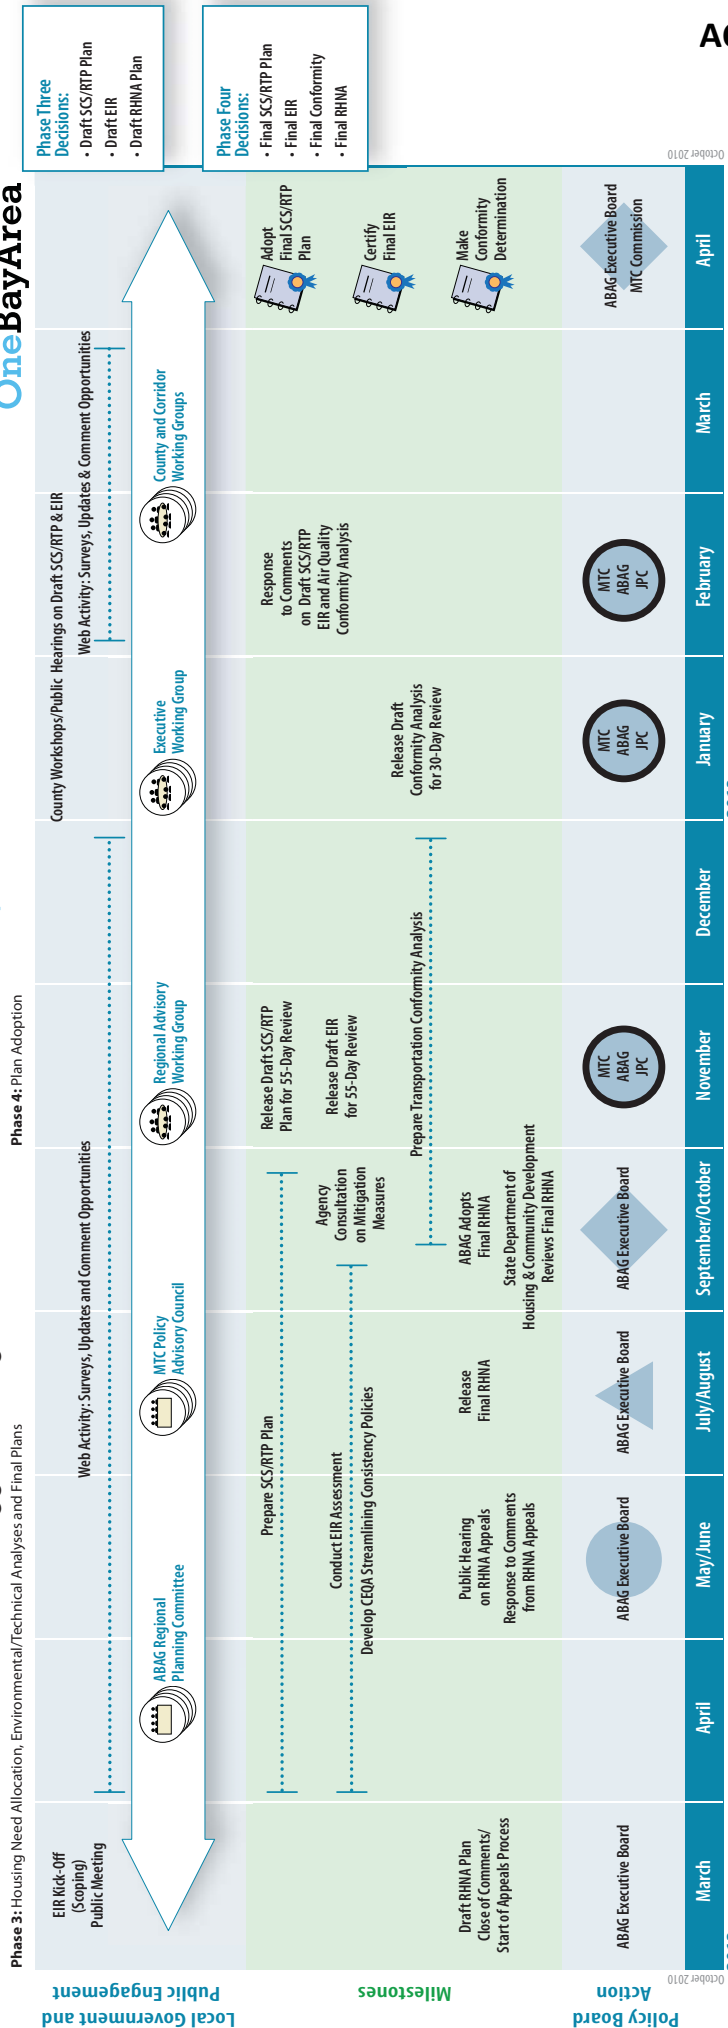 OneBayArea
Phase 3: Housing Need Allocation, Environmental/Technical Analyses and Final Plans
Phase 4: Plan Adoption
Local Government and
Public Engagement
EIR Kick-Off
(Scoping)
Public Meeting
Web Activity: Surveys, Updates and Comment Opportunities
County Workshops/Public Hearings on Draft SCS/RTP & EIR
Web Activity: Surveys, Updates & Comment Opportunities
ABAG Regional
Planning Committee
MTC Policy
Advisory Council
Regional Advisory
Working Group
Executive
Working Group
County and Corridor
Working Groups
Phase Three
Decisions:
• Draft SCS/RTP Plan
• Draft EIR
• Draft RHNA Plan
Phase Four
Decisions:
• Final SCS/RTP Plan
• Final EIR
• Final Conformity
• Final RHNA
Milestones
Prepare SCS/RTP Plan
Conduct EIR Assessment
Develop CEQA Streamlining Consistency Policies
Draft RHNA Plan
Close of Comments/
Start of Appeals Process
Public Hearing
on RHNA Appeals
Response to Comments
from RHNA Appeals
Release
Final RHNA
Agency
Consultation
on Mitigation
Measures
ABAG Adopts
Final RHNA
State Department of
Housing & Community Development
Reviews Final RHNA
Release Draft SCS/RTP
Plan for 55-Day Review
Release Draft EIR
for 55-Day Review
Prepare Transportation Conformity Analysis
Release Draft
Conformity Analysis
for 30-Day Review
Response
to Comments
on Draft SCS/RTP
EIR and Air Quality
Conformity Analysis
Adopt
Final SCS/RTP
Plan
Certify
Final EIR
Make
Conformity
Determination
Policy Board
Action
ABAG Executive Board
ABAG Executive Board
ABAG Executive Board
ABAG Executive Board
MTC
ABAG
JPC
MTC
ABAG
JPC
MTC
ABAG
JPC
ABAG Executive Board
MTC Commission
March
April
May/June
July/August
September/October
November
December
January
February
March
April
October 2010
October 2010